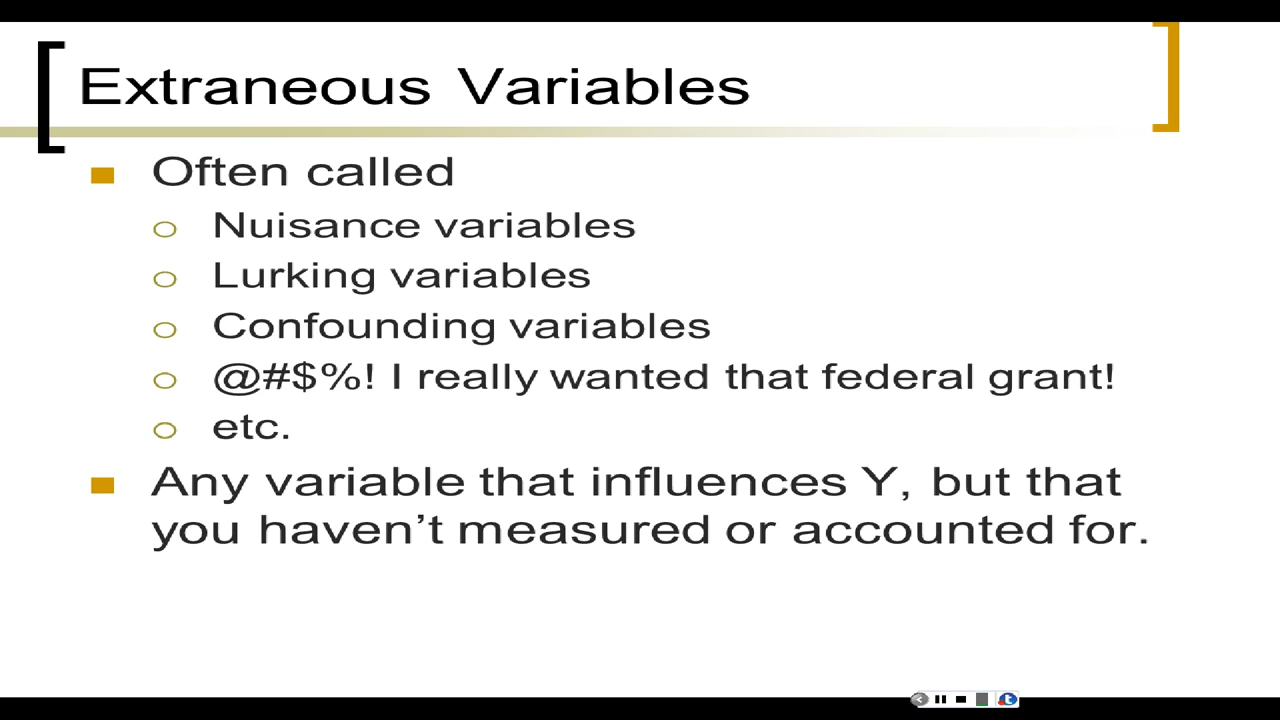 Extraneous Variables
Often called
Nuisance variables
Lurking variables
Confounding variables
@#$%! I really wanted that federal grant!
etc.
Any variable that influences Y, but that
you haven’t measured or accounted for.